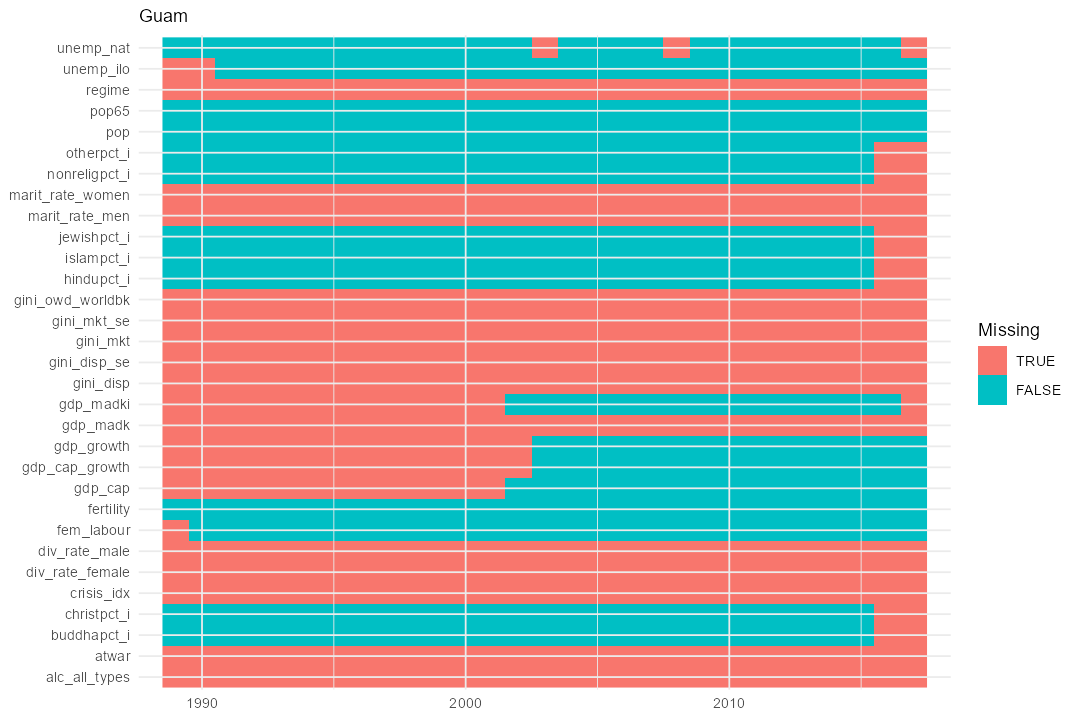 Guam
unemp_nat
unemp_ilo
regime
pop65
pop
otherpct_i
nonreligpct_i
marit_rate_women
marit_rate_men
jewishpct_i
islampct_i
hindupct_i
gini_owd_worldbk
gini_mkt_se
gini_mkt
gini_disp_se
gini_disp
gdp_madki
gdp_madk
gdp_growth
gdp_cap_growth
gdp_cap
fertility
fem_labour
div_rate_male
div_rate_female
crisis_idx
christpct_i
buddhapct_i
atwar
alc_all_types
1990 2000 2010
Missing
TRUE
FALSE